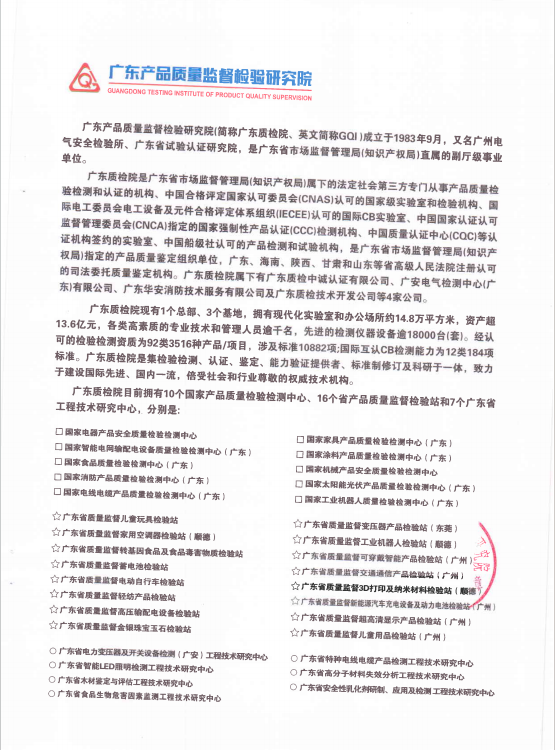 广东产品质量监督检验研究院
GUANGDONG TESTING INSTITUTE OF PRODUCT QUALITY SUPERVISION
广东产品质量监督检验研究院(简称广东质检院、英文简称GQI)成立于1983年9月，又名广州电
气安全检验所、广东省试验认证研究院，是广东省市场监督管理局(知识产权局)直属的副厅级事业
单位。
广东质检院是广东省市场监督管理局(知识产权局)属下的法定社会第三方专门从事产品质量检
验检测和认证的机构、中国合格评定国家认可委员会(CNAS)认可的国家级实验室和检验机构、国
际电工委员会电工设备及元件合格评定体系组织(IECEE)认可的国际CB实验室、中国国家认证认可
监督管理委员会(CNCA)指定的国家强制性产品认证(CCC)检测机构、中国质量认证中心(CQC)等认
证机构签约的实验室、中国船级社认可的产品检测和试验机构，是广东省市场监督管理局(知识产
权局)指定的产品质量鉴定组织单位，广东、海南、陕西、甘肃和山东等省高级人民法院注册认可
的司法委托质量鉴定机构。广东质检院属下有广东质检中诚认证有限公司、广安电气检测中心(广
东)有限公司、广东华安消防技术服务有限公司及广东质检技术开发公司等4家公司。
广东质检院现有1个总部、3个基地，拥有现代化实验室和办公场所约14.8万平方米，资产超
13.6亿元，各类高素质的专业技术和管理人员逾千名，先进的检测仪器设备逾18000台(套)。经认
可的检验检测资质为92类3516种产品/项目，涉及标准10882项;国际互认CB检测能力为12类184项
标准。广东质检院是集检验检测、认证、鉴定、能力验证提供者、标准制修订及科研于一体，致力
于建设国际先进、国内一流，倍受社会和行业尊敬的权威技术机构。
广东质检院目前拥有10个国家产品质量检验检测中心、16个省产品质量监督检验站和7个广东省
工程技术研究中心，分别是:
□ 国家电器产品安全质量检验检测中心
□ 国家智能电网输配电设备质量检验检测中心（广东）
□ 国家食品质量检验检测中心（广东）
□ 国家消防产品质量检验检测中心（广东）
□ 国家电线电缆产品质量检验检测中心（广东）
□ 国家家具产品质量检验检测中心（广东）
□ 国家涂料产品质量检验检测中心（广东）
□ 国家机械产品安全质量检验检测中心
□ 国家太阳能光伏产品质量检验检测中心（广东）
□ 国家工业机器人质量检验检测中心（广东）
☆ 广东省质量监督儿童玩具检验站
☆ 广东省质量监督家用空调器检验站（顺德）
☆ 广东省质量监督转基因食品及食品毒害物质检验站
☆ 广东省质量监督蓄电池检验站
☆ 广东省质量监督电动自行车检验站
☆ 广东省质量监督轻纺产品检验站
☆ 广东省质量监督高压输配电设备检验站
☆ 广东省质量监督金银珠宝玉石检验站
☆ 广东省质量监督变压器产品检验站（东莞）
☆ 广东省质量监督工业机器人检验站（顺德）
☆ 广东省质量监督可穿戴智能产品检验站（广州）
☆ 广东省质量监督交通通信产品检验站（广州）
☆ 广东省质量监督3D打印及纳米材料检验站（顺德）
☆ 广东省质量监督新能源汽车充电设备及动力电池检验站（广州）
☆ 广东省质量监督超高清显示产品检验站（广州）
☆ 广东省质量监督儿童用品检验站（广州）
○ 广东省电力变压器及开关设备检测（广安）工程技术研究中心
○ 广东省智能LED照明检测工程技术研究中心
○ 广东省木材鉴定与评估工程技术研究中心
○ 广东省食品生物危害因素监测工程技术研究中心
○ 广东省特种电线电缆产品检测工程技术研究中心
○ 广东省高分子材料失效分析工程技术研究中心
○ 广东省安全性乳化剂研制、应用及检测工程技术研究中心